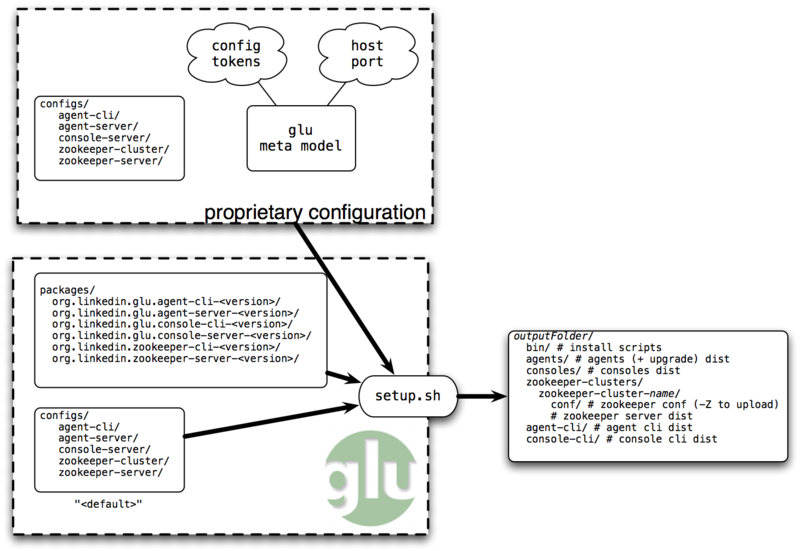 config
tokens
host
port
configs/
agent-cli/
agent-server/
console-server/
zookeeper-cluster/
zookeeper-server/
glu
meta model
proprietary configuration
packages/
org.linkedin.glu.agent-cli-<version>/
org.linkedin.glu.agent-server-<version>/
org.linkedin.glu.console-cli-<version>/
org.linkedin.glu.console-server-<version>/
org.linkedin.zookeeper-cli-<version>/
org.linkedin.zookeeper-server-<version>/
configs/
agent-cli/
agent-server/
console-server/
zookeeper-cluster/
zookeeper-server/
"<default>"
glu
setup.sh
outputFolder/
bin/ # install scripts
agents/ # agents (+ upgrade) dist
consoles/ # consoles dist
zookeeper-clusters/
zookeeper-cluster-name/
conf/ # zookeeper conf (-Z to upload)
# zookeeper server dist
agent-cli/ # agent cli dist
console-cli/ # console cli dist